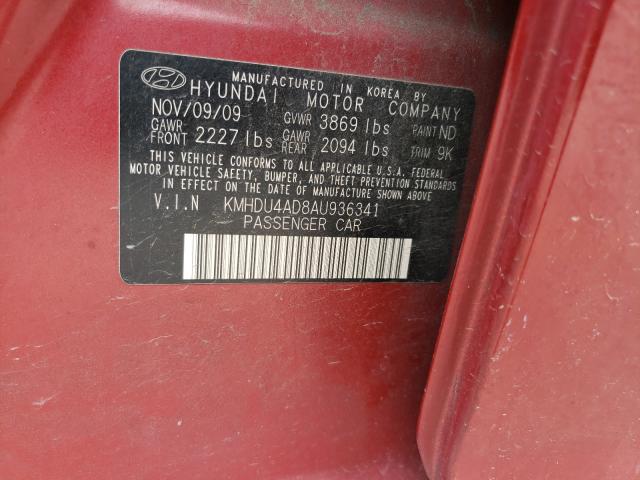 MANUFACTURED IN KOREA BY
HYUNDAI MOTOR COMPANY
NOV/09/09 GVWR 3869 lbs PAINT ND
GAWR FRONT 2227 lbs GAWR REAR 2094 lbs TRIM 9K
THIS VEHICLE CONFORMS TO ALL APPLICABLE U.S.A. FEDERAL
MOTOR VEHICLE SAFETY, BUMPER, AND THEFT PREVENTION STANDARDS
IN EFFECT ON THE DATE OF MANUFACTURE SHOWN ABOVE
V.I.N KMHDU4AD8AU936341
PASSENGER CAR